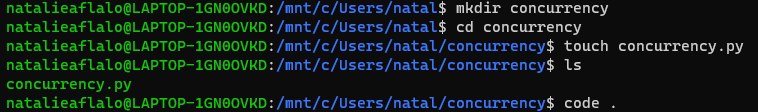 natalieaflalo@LAPTOP-1GN0OVKD:/mnt/c/Users/natal$ mkdir concurrency
natalieaflalo@LAPTOP-1GN0OVKD:/mnt/c/Users/natal$ cd concurrency
natalieaflalo@LAPTOP-1GN0OVKD:/mnt/c/Users/natal/concurrency$ touch concurrency.py
natalieaflalo@LAPTOP-1GN0OVKD:/mnt/c/Users/natal/concurrency$ ls
concurrency.py
natalieaflalo@LAPTOP-1GN0OVKD:/mnt/c/Users/natal/concurrency$ code .